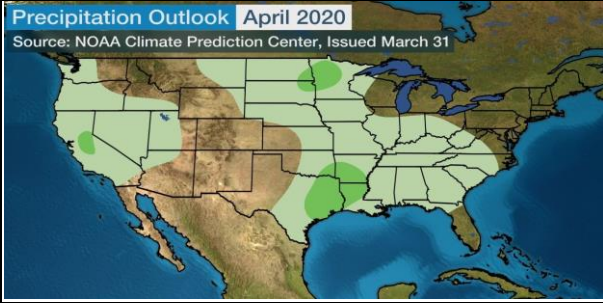 Precipitation Outlook April 2020
Source: NOAA Climate Prediction Center, Issued March 31